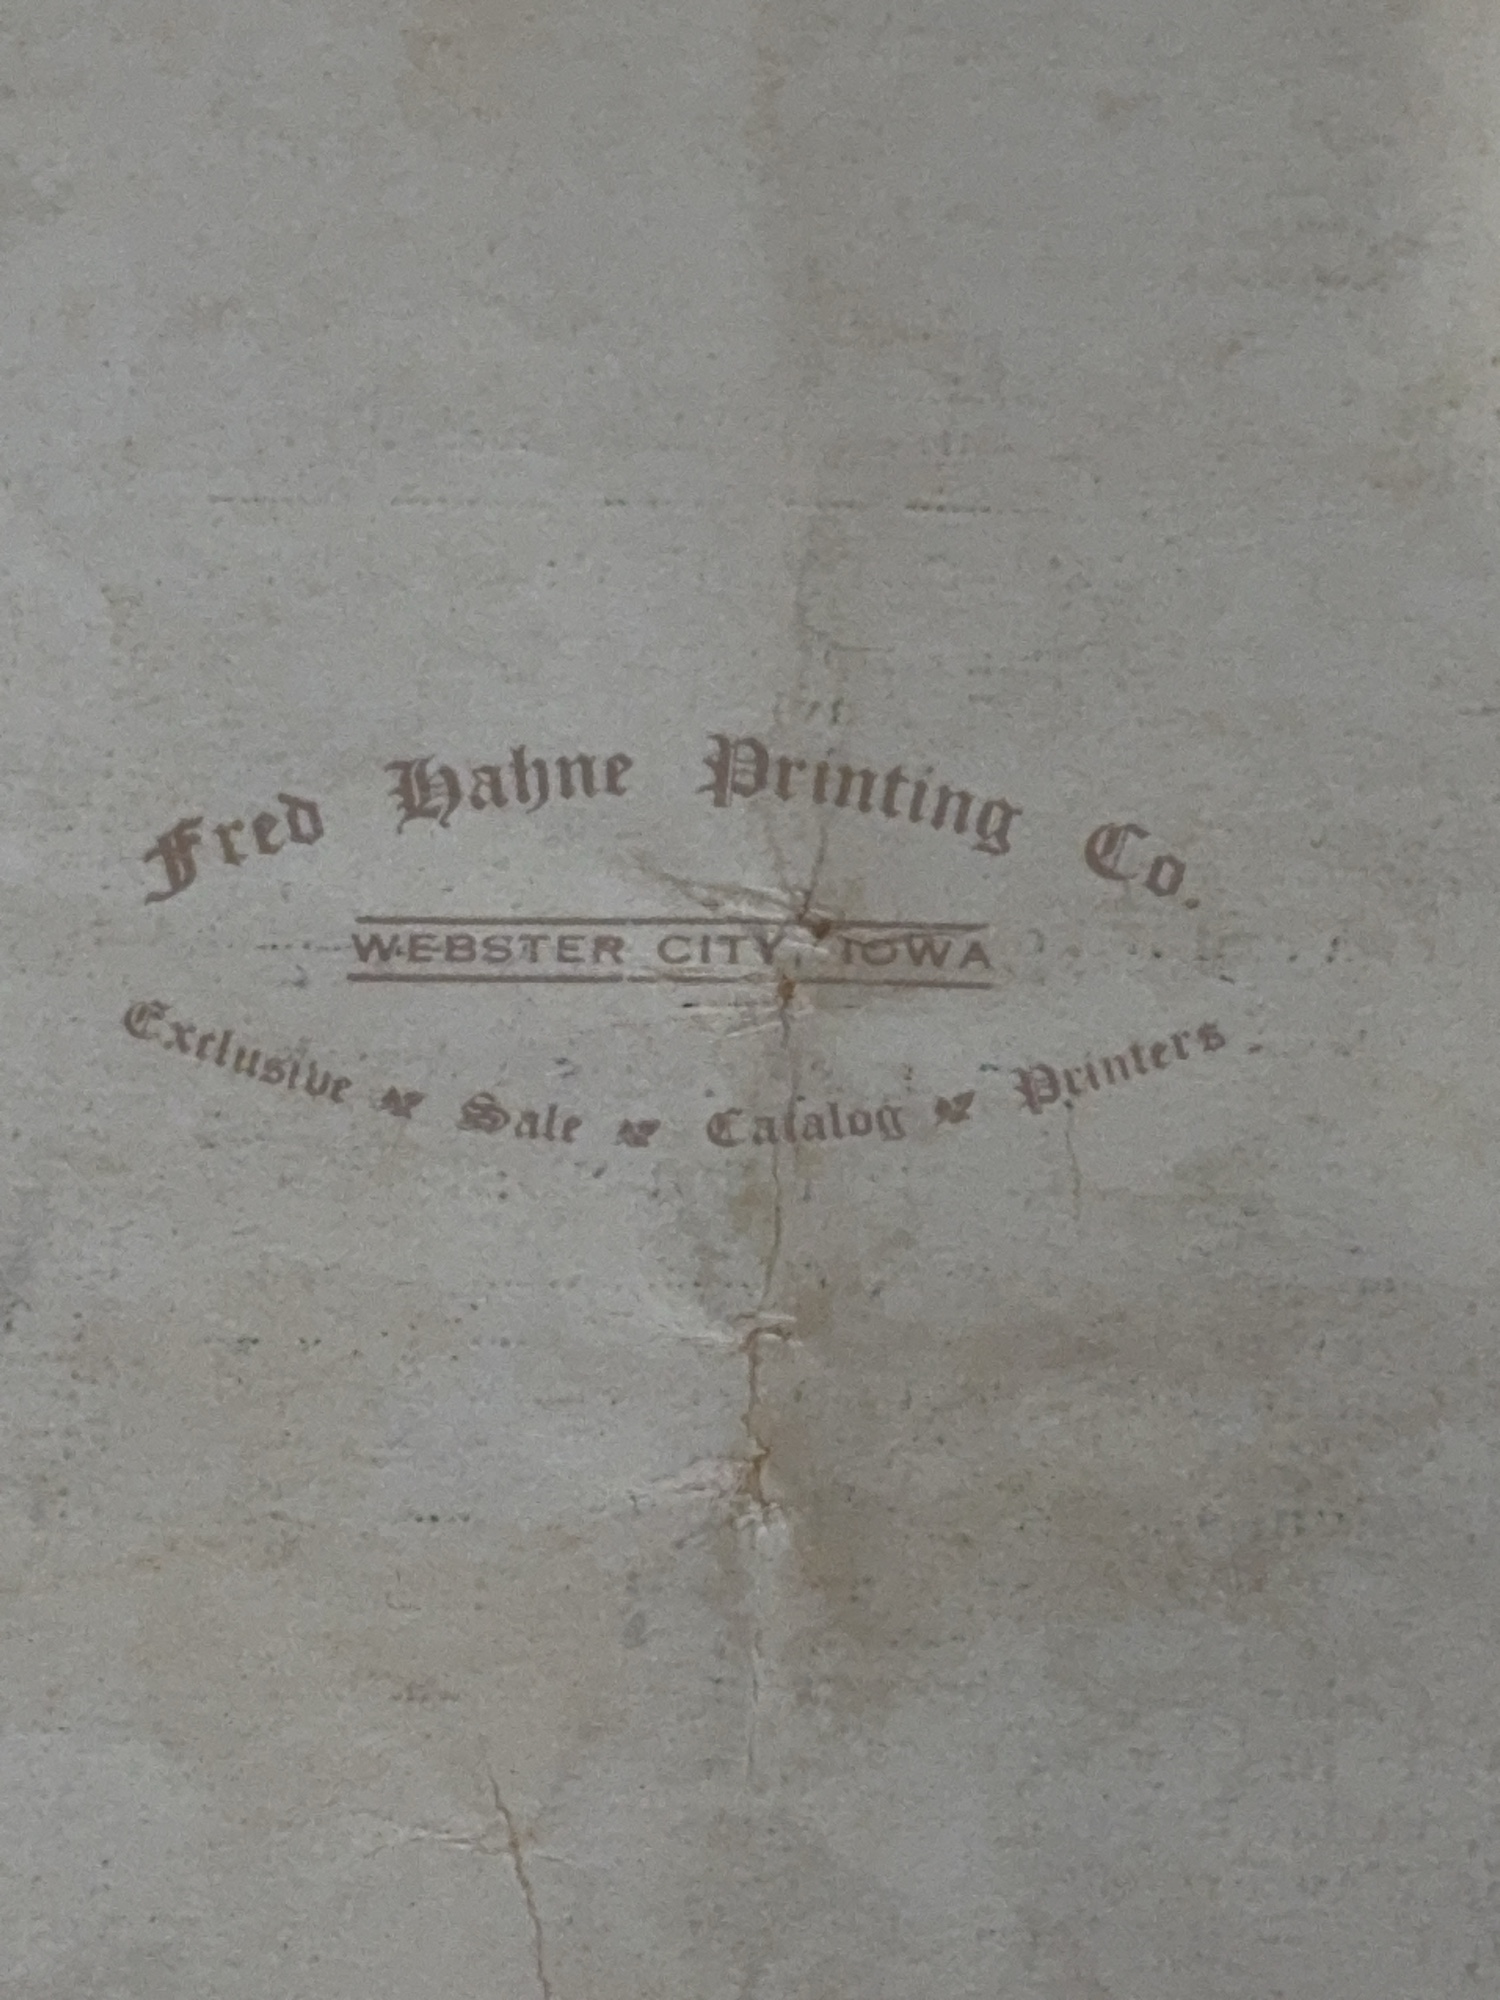 Fred Hahne Printing Co.
WEBSTER CITY, IOWA
Exclusive Sale Catalog Printers